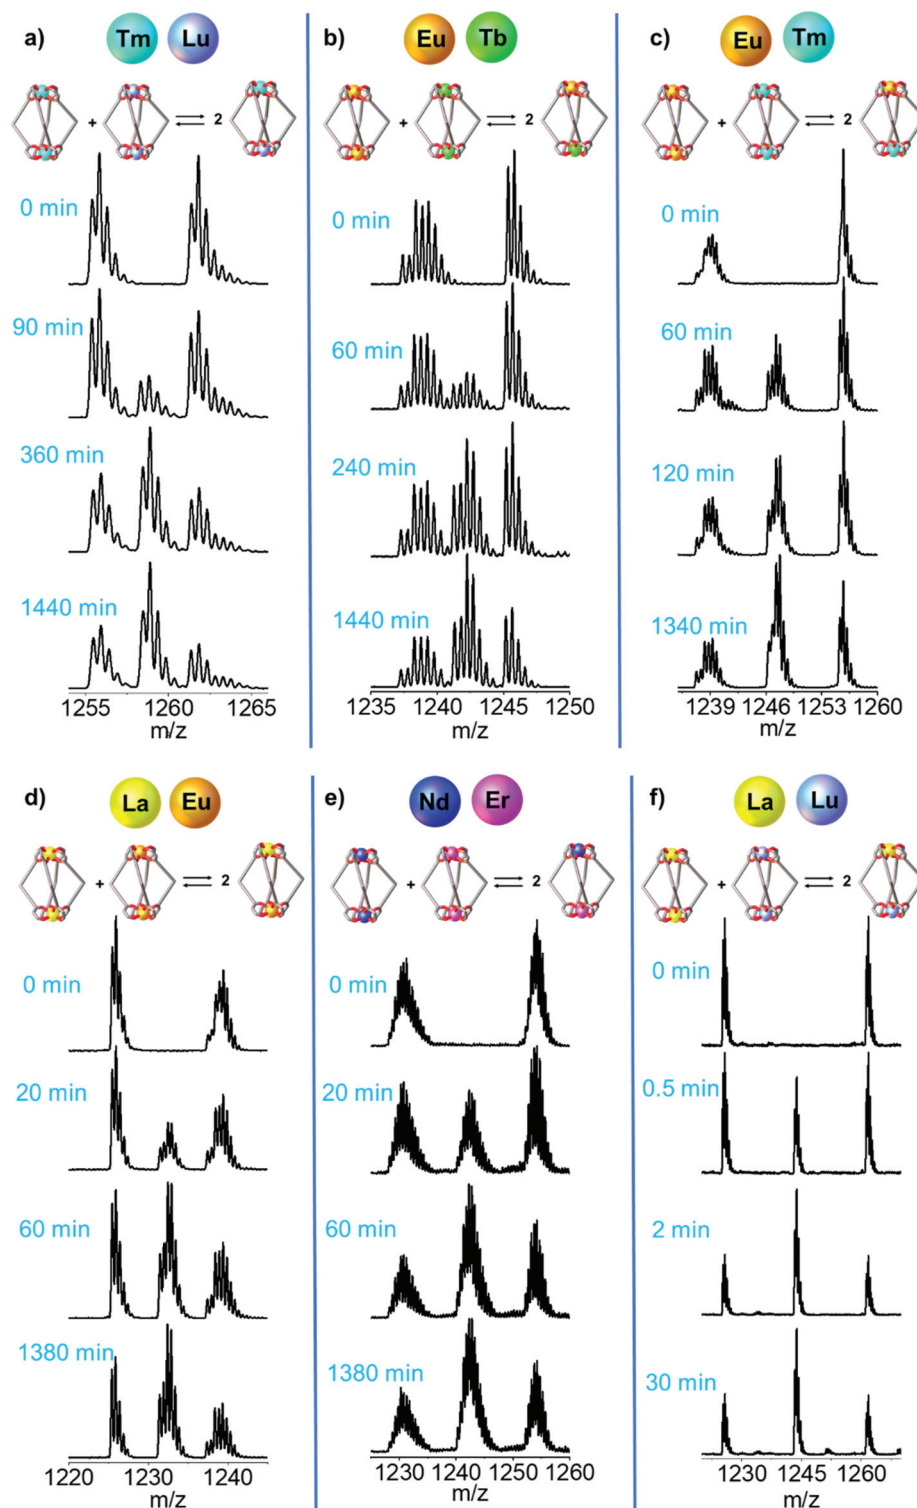 a) Tm Lu
+ 2
0 min
90 min
360 min
1440 min
1255 1260 1265
m/z
b) Eu Tb
+ 2
0 min
60 min
240 min
1440 min
1235 1240 1245 1250
m/z
c) Eu Tm
+ 2
0 min
60 min
120 min
1340 min
1239 1246 1253 1260
m/z
d) La Eu
+ 2
0 min
20 min
60 min
1380 min
1220 1230 1240
m/z
e) Nd Er
+ 2
0 min
20 min
60 min
1380 min
1230 1240 1250 1260
m/z
f) La Lu
+ 2
0 min
0.5 min
2 min
30 min
1230 1245 1260
m/z